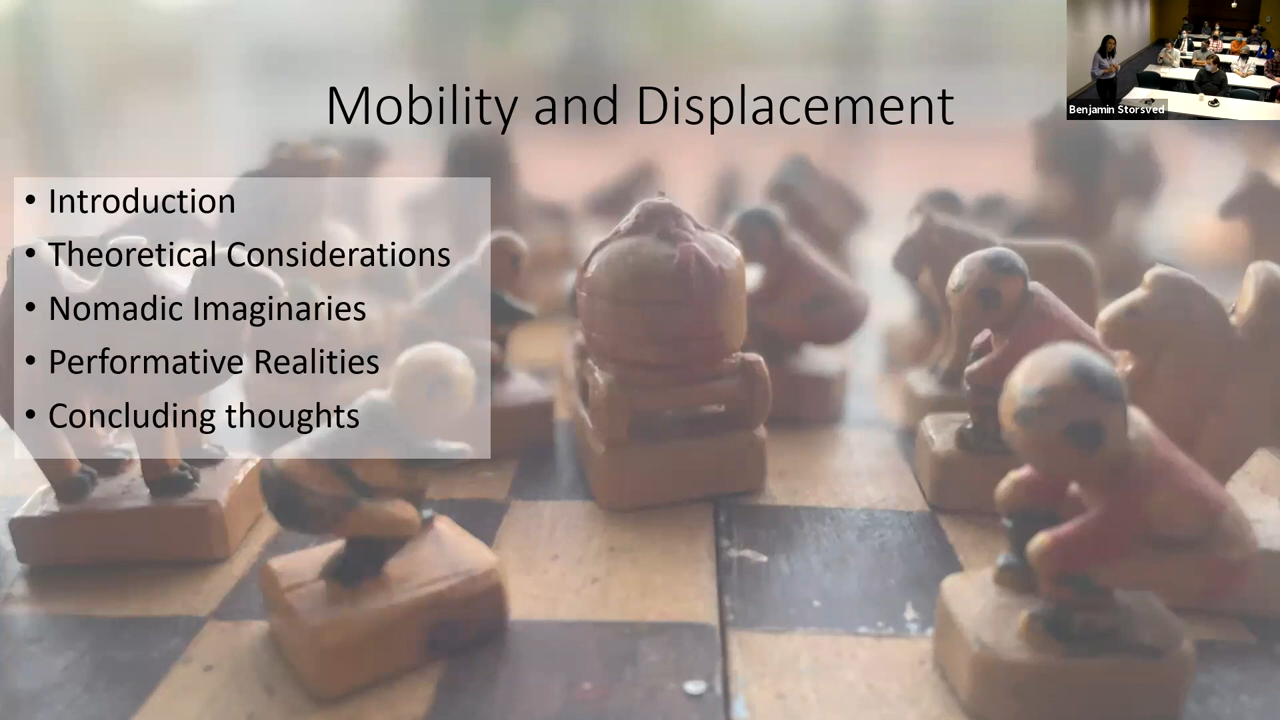 Mobility and Displacement
• Introduction
• Theoretical Considerations
• Nomadic Imaginaries
• Performative Realities
• Concluding thoughts
Benjamin Storsved